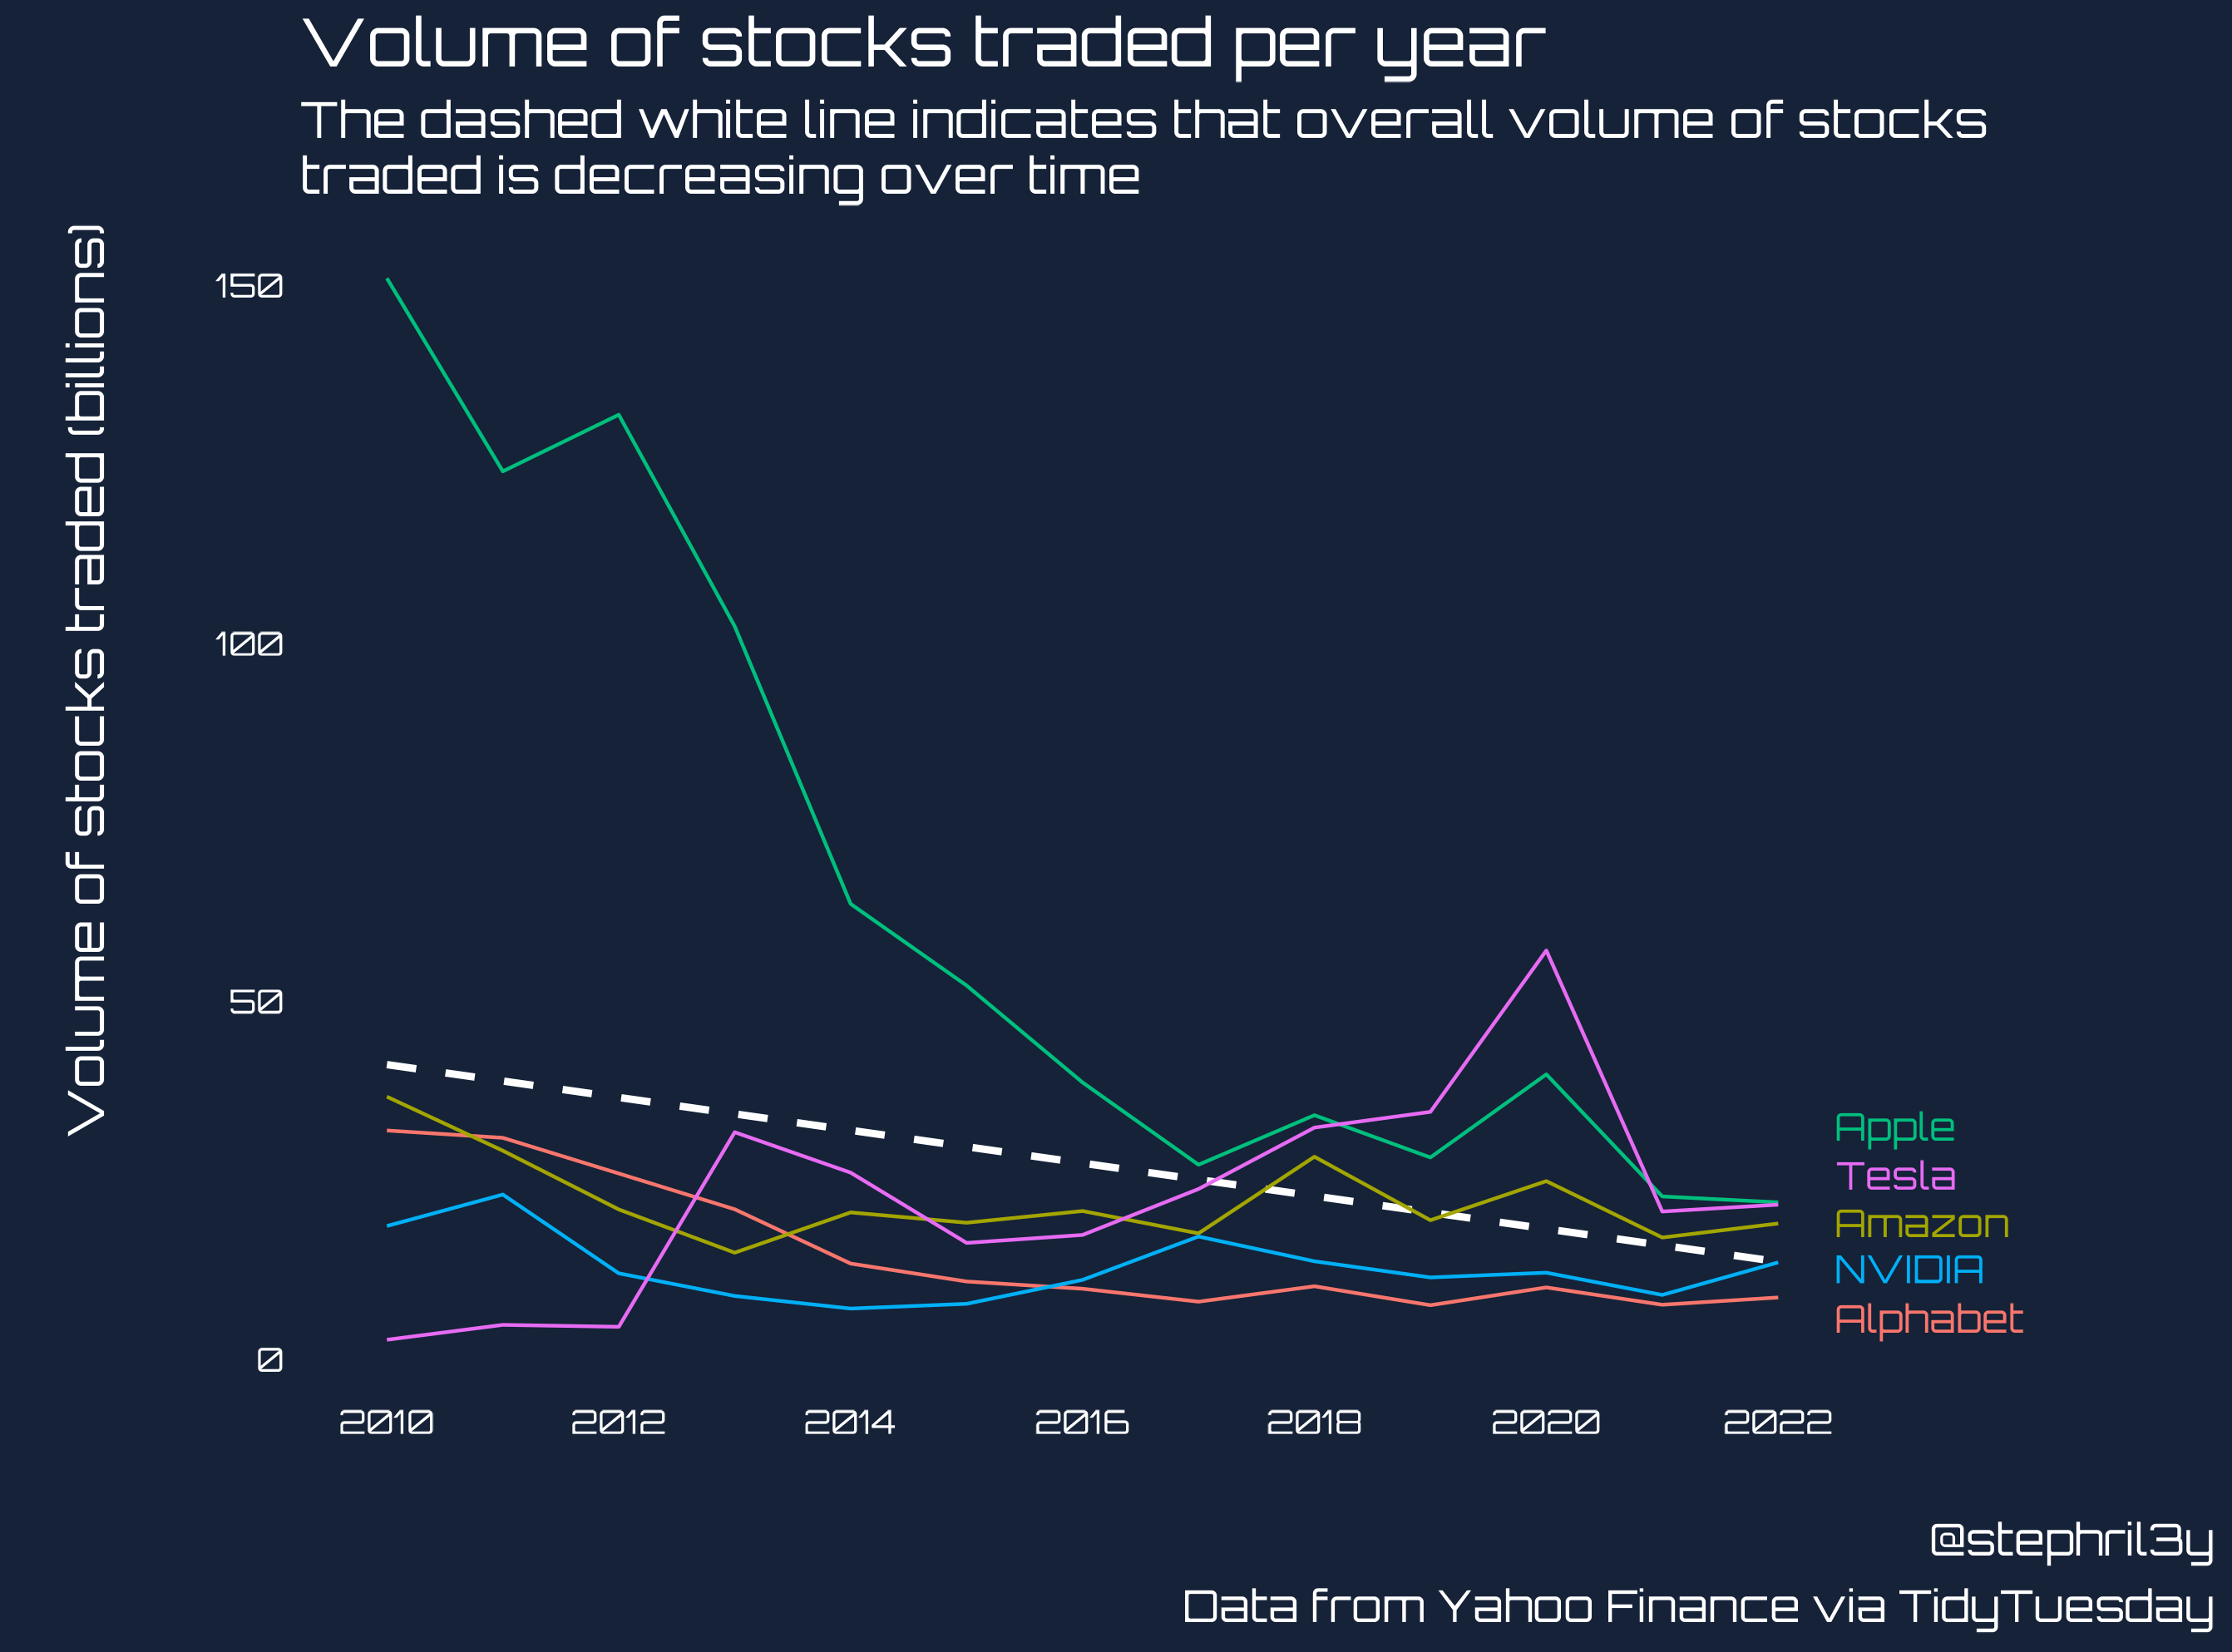 Volume of stocks traded per year
The dashed white line indicates that overall volume of stocks
traded is decreasing over time
Volume of stocks traded (billions)
150
100
50
0
2010 2012 2014 2016 2018 2020 2022
Apple
Tesla
Amazon
NVIDIA
Alphabet
@stephril3y
Data from Yahoo Finance via TidyTuesday